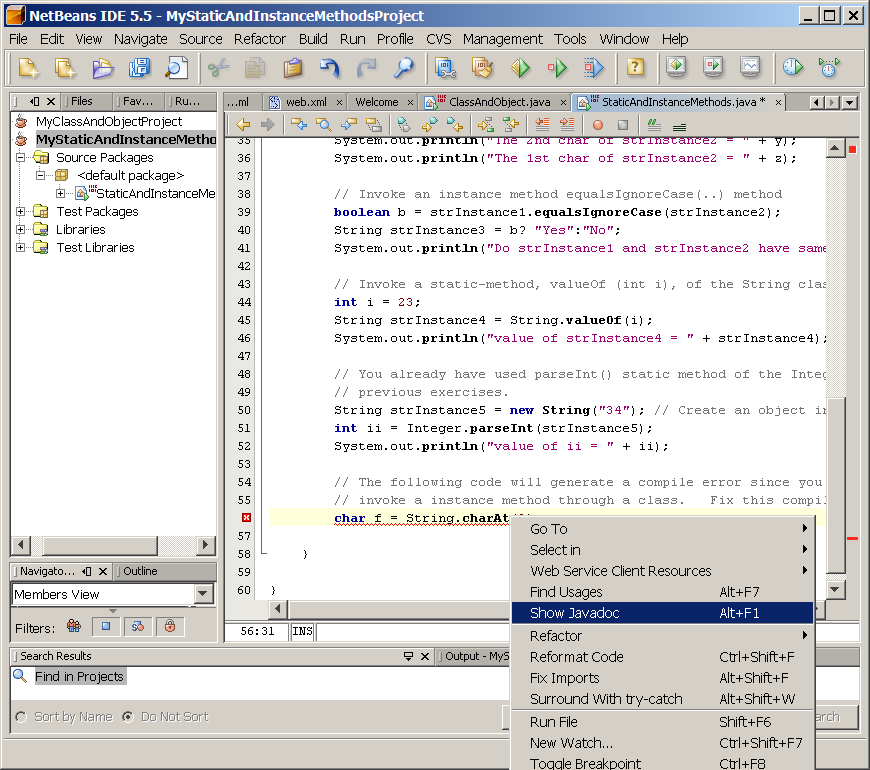 NetBeans IDE 5.5 - MyStaticAndInstanceMethodsProject
File Edit View Navigate Source Refactor Build Run Profile CVS Management Tools Window Help
Files Fav... Ru... ...ml web.xml Welcome ClassAndObject.java StaticAndInstanceMethods.java *
MyClassAndObjectProject
MyStaticAndInstanceMetho
Source Packages
<default package>
StaticAndInstanceMe
Test Packages
Libraries
Test Libraries
35 System.out.println("The 2nd char of strInstance2 = " + y);
36 System.out.println("The 1st char of strInstance2 = " + z);
37
38 // Invoke an instance method equalsIgnoreCase(..) method
39 boolean b = strInstance1.equalsIgnoreCase(strInstance2);
40 String strInstance3 = b? "Yes":"No";
41 System.out.println("Do strInstance1 and strInstance2 have same
42
43 // Invoke a static-method, valueOf (int i), of the String clas
44 int i = 23;
45 String strInstance4 = String.valueOf(i);
46 System.out.println("value of strInstance4 = " + strInstance4);
47
48 // You already have used parseInt() static method of the Integ
49 // previous exercises.
50 String strInstance5 = new String("34"); // Create an object in
51 int ii = Integer.parseInt(strInstance5);
52 System.out.println("value of ii = " + ii);
53
54 // The following code will generate a compile error since you
55 // invoke a instance method through a class. Fix this compil
char f = String.charAt
57
58 }
59
60 }
56:31 INS
Navigato... Outline
Members View
Filters:
Go To
Select in
Web Service Client Resources
Find Usages Alt+F7
Show Javadoc Alt+F1
Refactor
Reformat Code Ctrl+Shift+F
Fix Imports Alt+Shift+F
Surround With try-catch Alt+Shift+W
Run File Shift+F6
New Watch... Ctrl+Shift+F7
Toggle Breakpoint Ctrl+F8
Search Results Output - MyS
Find in Projects
Sort by Name Do Not Sort arch